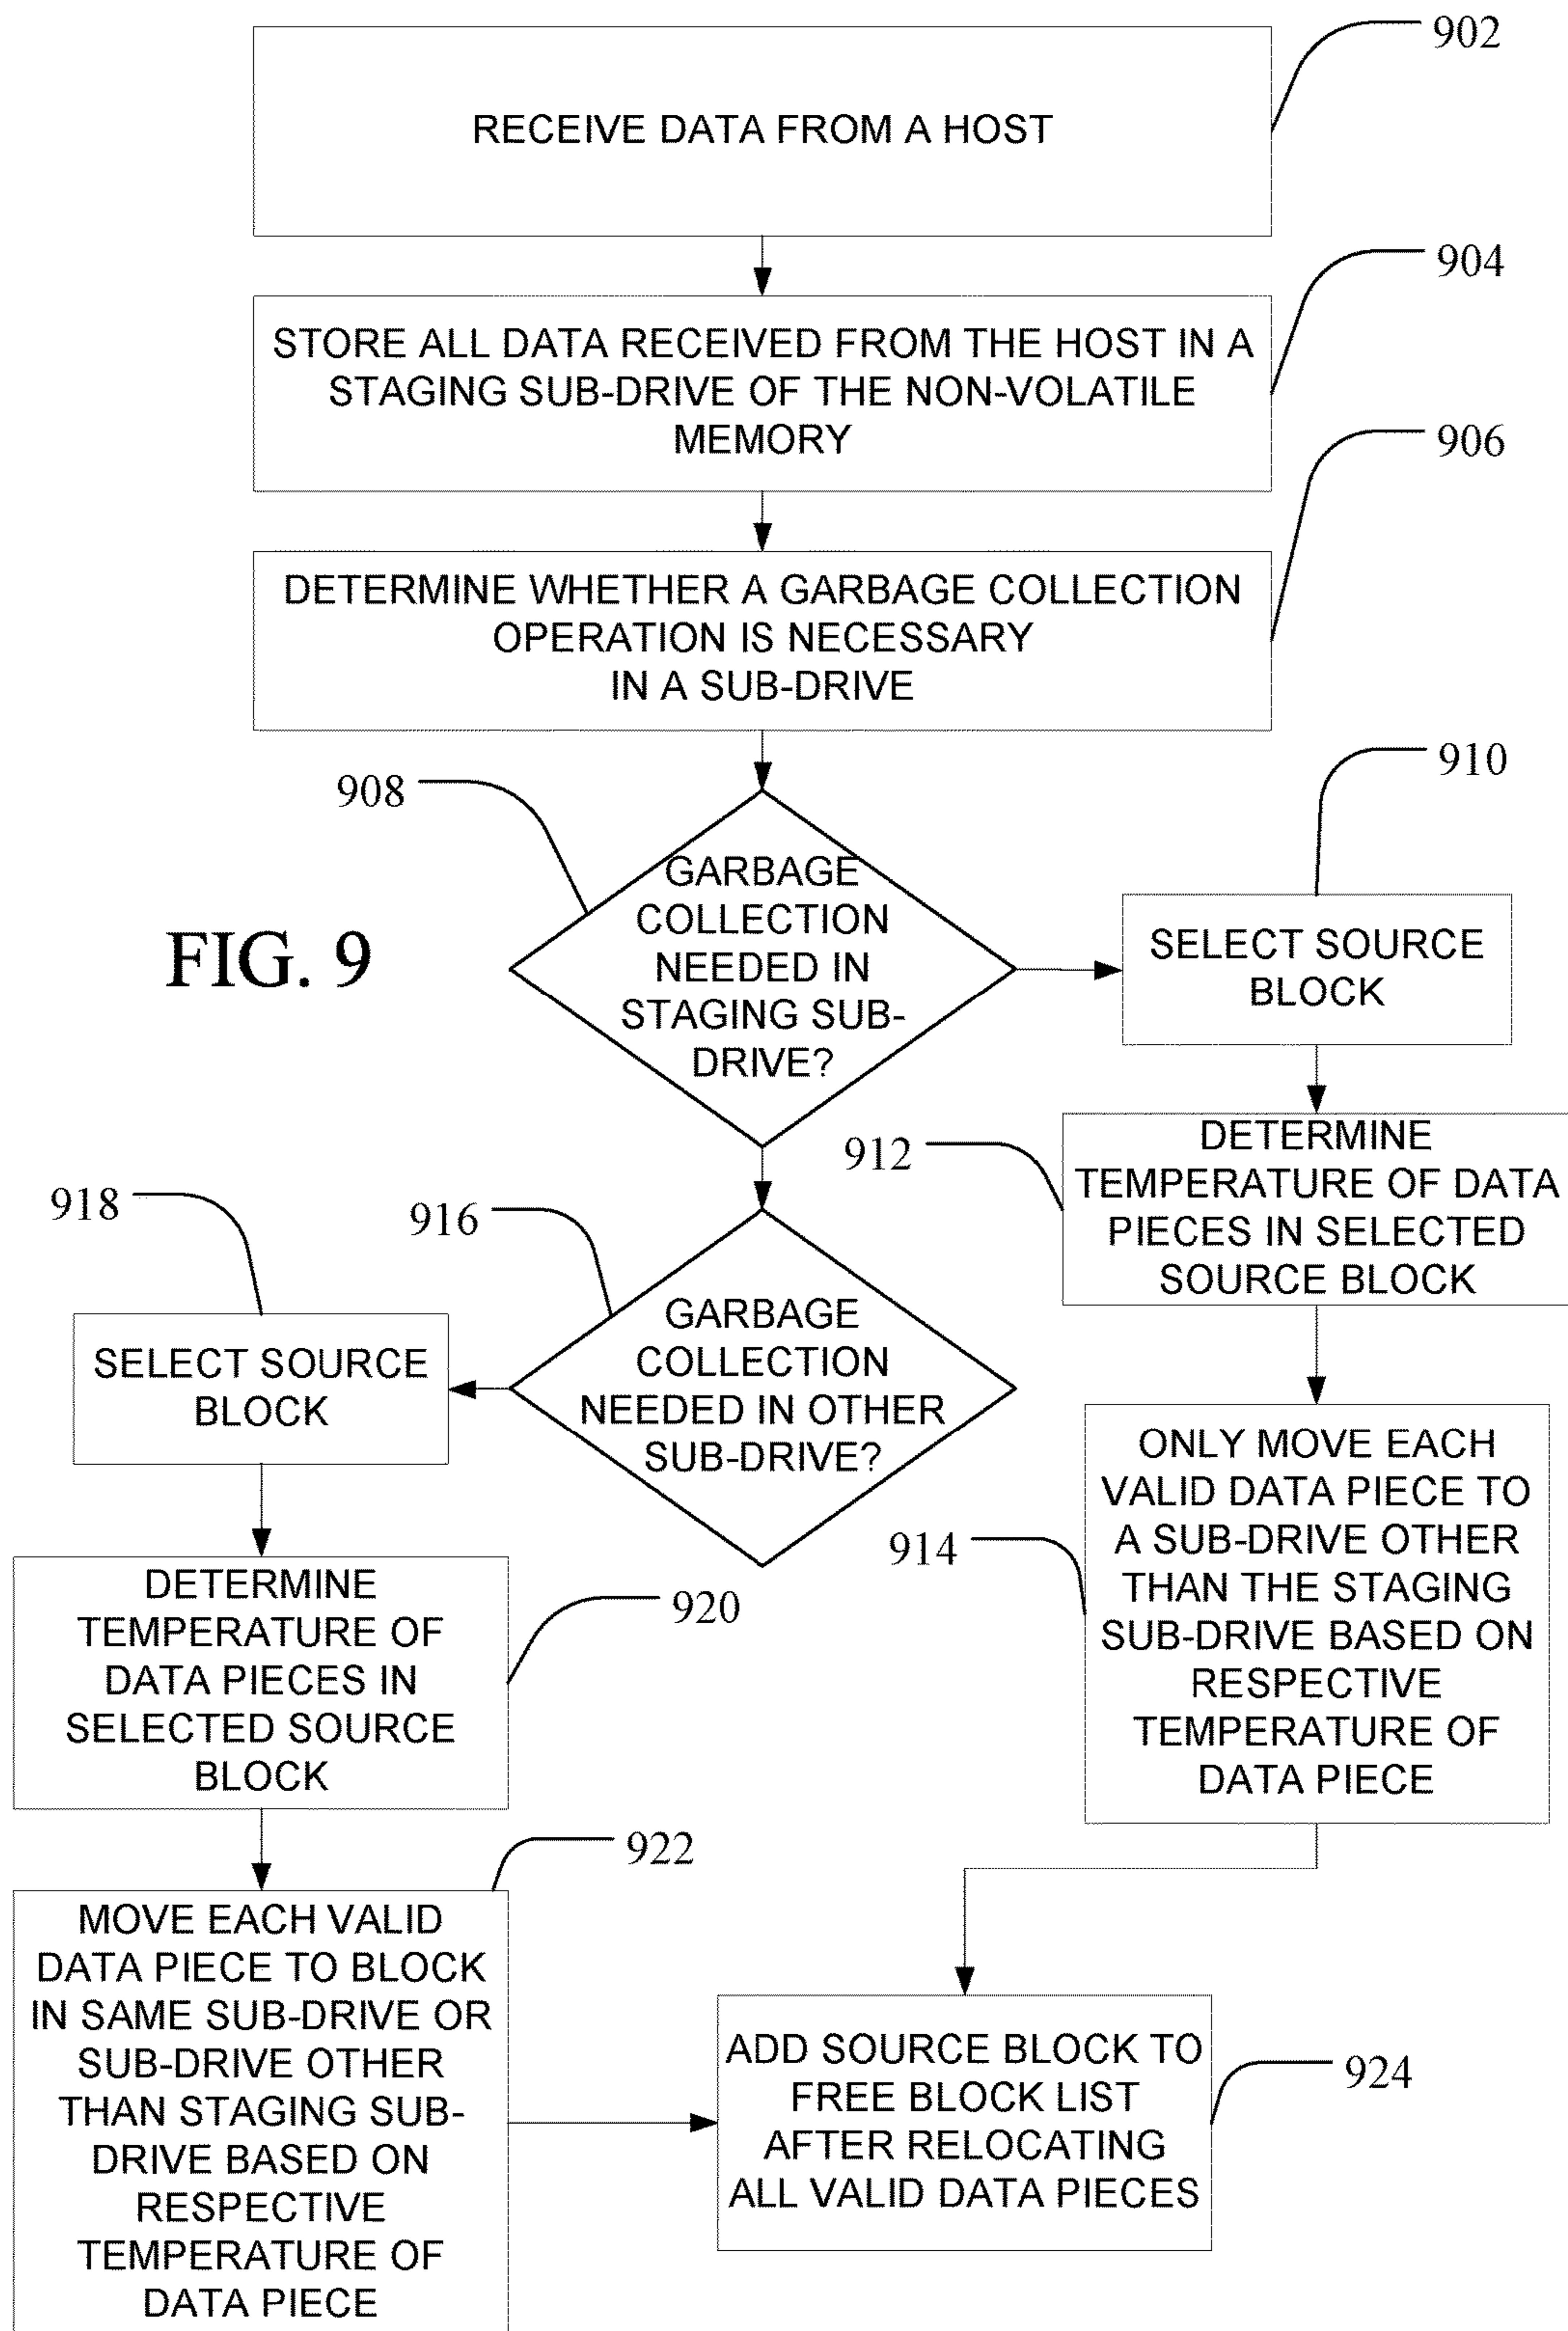 902
RECEIVE DATA FROM A HOST
904
STORE ALL DATA RECEIVED FROM THE HOST IN A
STAGING SUB-DRIVE OF THE NON-VOLATILE
MEMORY
906
DETERMINE WHETHER A GARBAGE COLLECTION
OPERATION IS NECESSARY
IN A SUB-DRIVE
908
GARBAGE
COLLECTION
NEEDED IN
STAGING SUB-
DRIVE?
910
SELECT SOURCE
BLOCK
FIG. 9
912
DETERMINE
TEMPERATURE OF DATA
PIECES IN SELECTED
SOURCE BLOCK
914
ONLY MOVE EACH
VALID DATA PIECE TO
A SUB-DRIVE OTHER
THAN THE STAGING
SUB-DRIVE BASED ON
RESPECTIVE
TEMPERATURE OF
DATA PIECE
916
GARBAGE
COLLECTION
NEEDED IN OTHER
SUB-DRIVE?
918
SELECT SOURCE
BLOCK
920
DETERMINE
TEMPERATURE OF
DATA PIECES IN
SELECTED SOURCE
BLOCK
922
MOVE EACH VALID
DATA PIECE TO BLOCK
IN SAME SUB-DRIVE OR
SUB-DRIVE OTHER
THAN STAGING SUB-
DRIVE BASED ON
RESPECTIVE
TEMPERATURE OF
DATA PIECE
924
ADD SOURCE BLOCK TO
FREE BLOCK LIST
AFTER RELOCATING
ALL VALID DATA PIECES